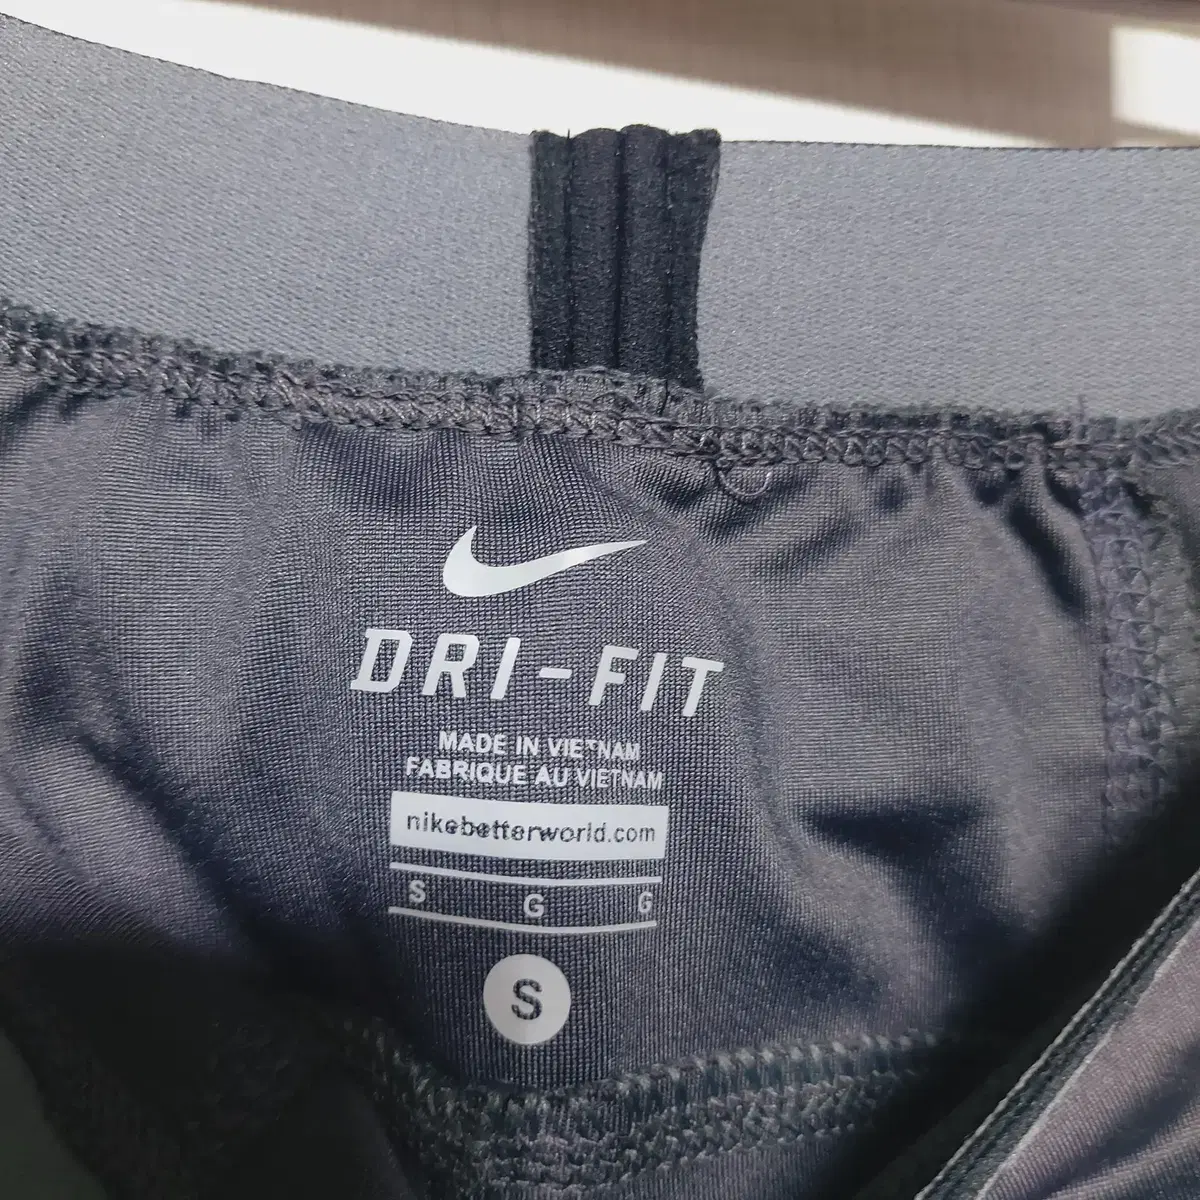 DRI-FIT
MADE IN VIETNAM
FABRIQUE AU VIETNAM
nikebetterworld.com
S G G
S